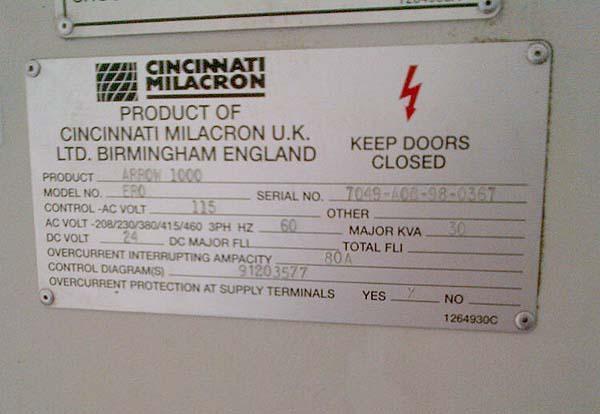 CINCINNATI
MILACRON
PRODUCT OF
CINCINNATI MILACRON U.K.
LTD. BIRMINGHAM ENGLAND
KEEP DOORS
CLOSED
PRODUCT ARROW 1000
MODEL NO. ERO SERIAL NO. 7049-A08-98-0367
CONTROL -AC VOLT 115 OTHER
AC VOLT -208/230/380/415/460 3PH HZ 60 MAJOR KVA 30
DC VOLT 24 DC MAJOR FLI TOTAL FLI
OVERCURRENT INTERRUPTING AMPACITY 80A
CONTROL DIAGRAM(S) 91203577
OVERCURRENT PROTECTION AT SUPPLY TERMINALS YES Y NO
1264930C